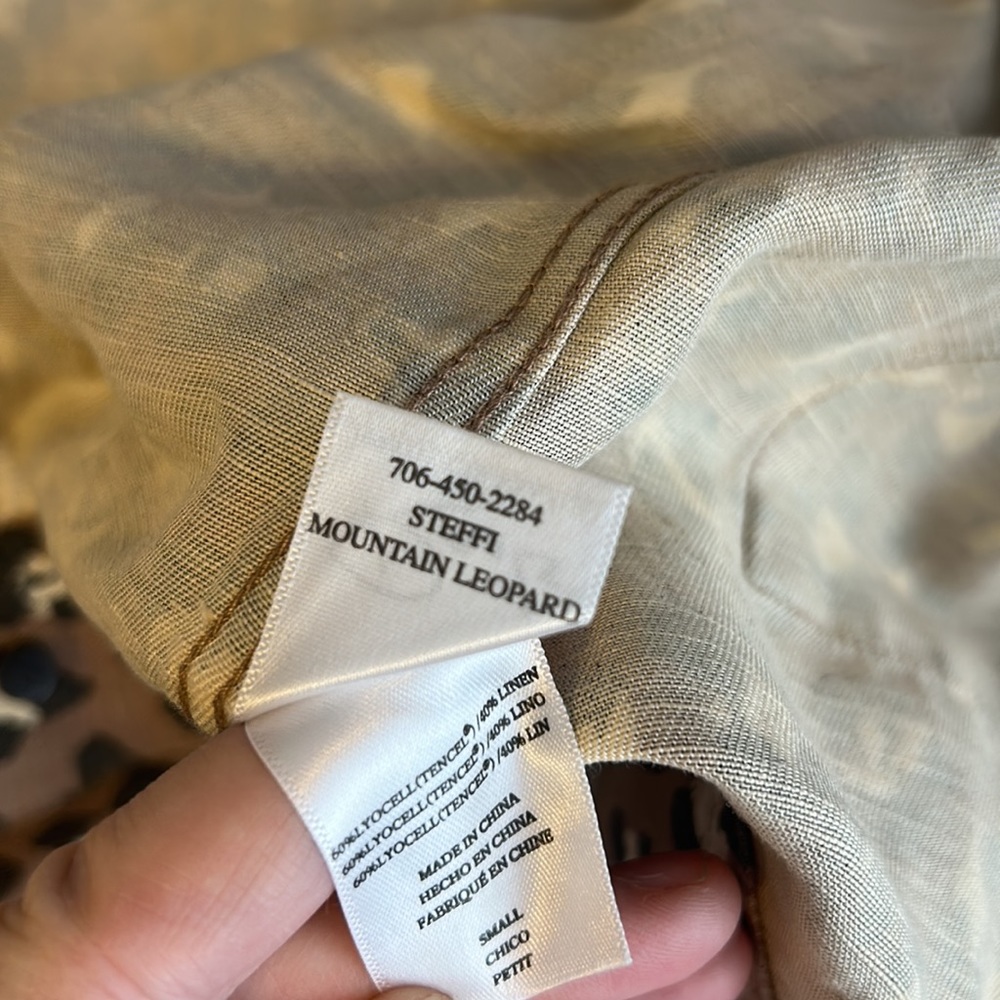 706-450-2284
STEFFI
MOUNTAIN LEOPARD
60%LYOCELL(TENCEL®) /40% LINEN
60%LYOCELL(TENCEL®) /40% LINO
60%LYOCELL(TENCEL®) /40% LIN
MADE IN CHINA
HECHO EN CHINA
FABRIQUÉ EN CHINE
SMALL
CHICO
PETIT